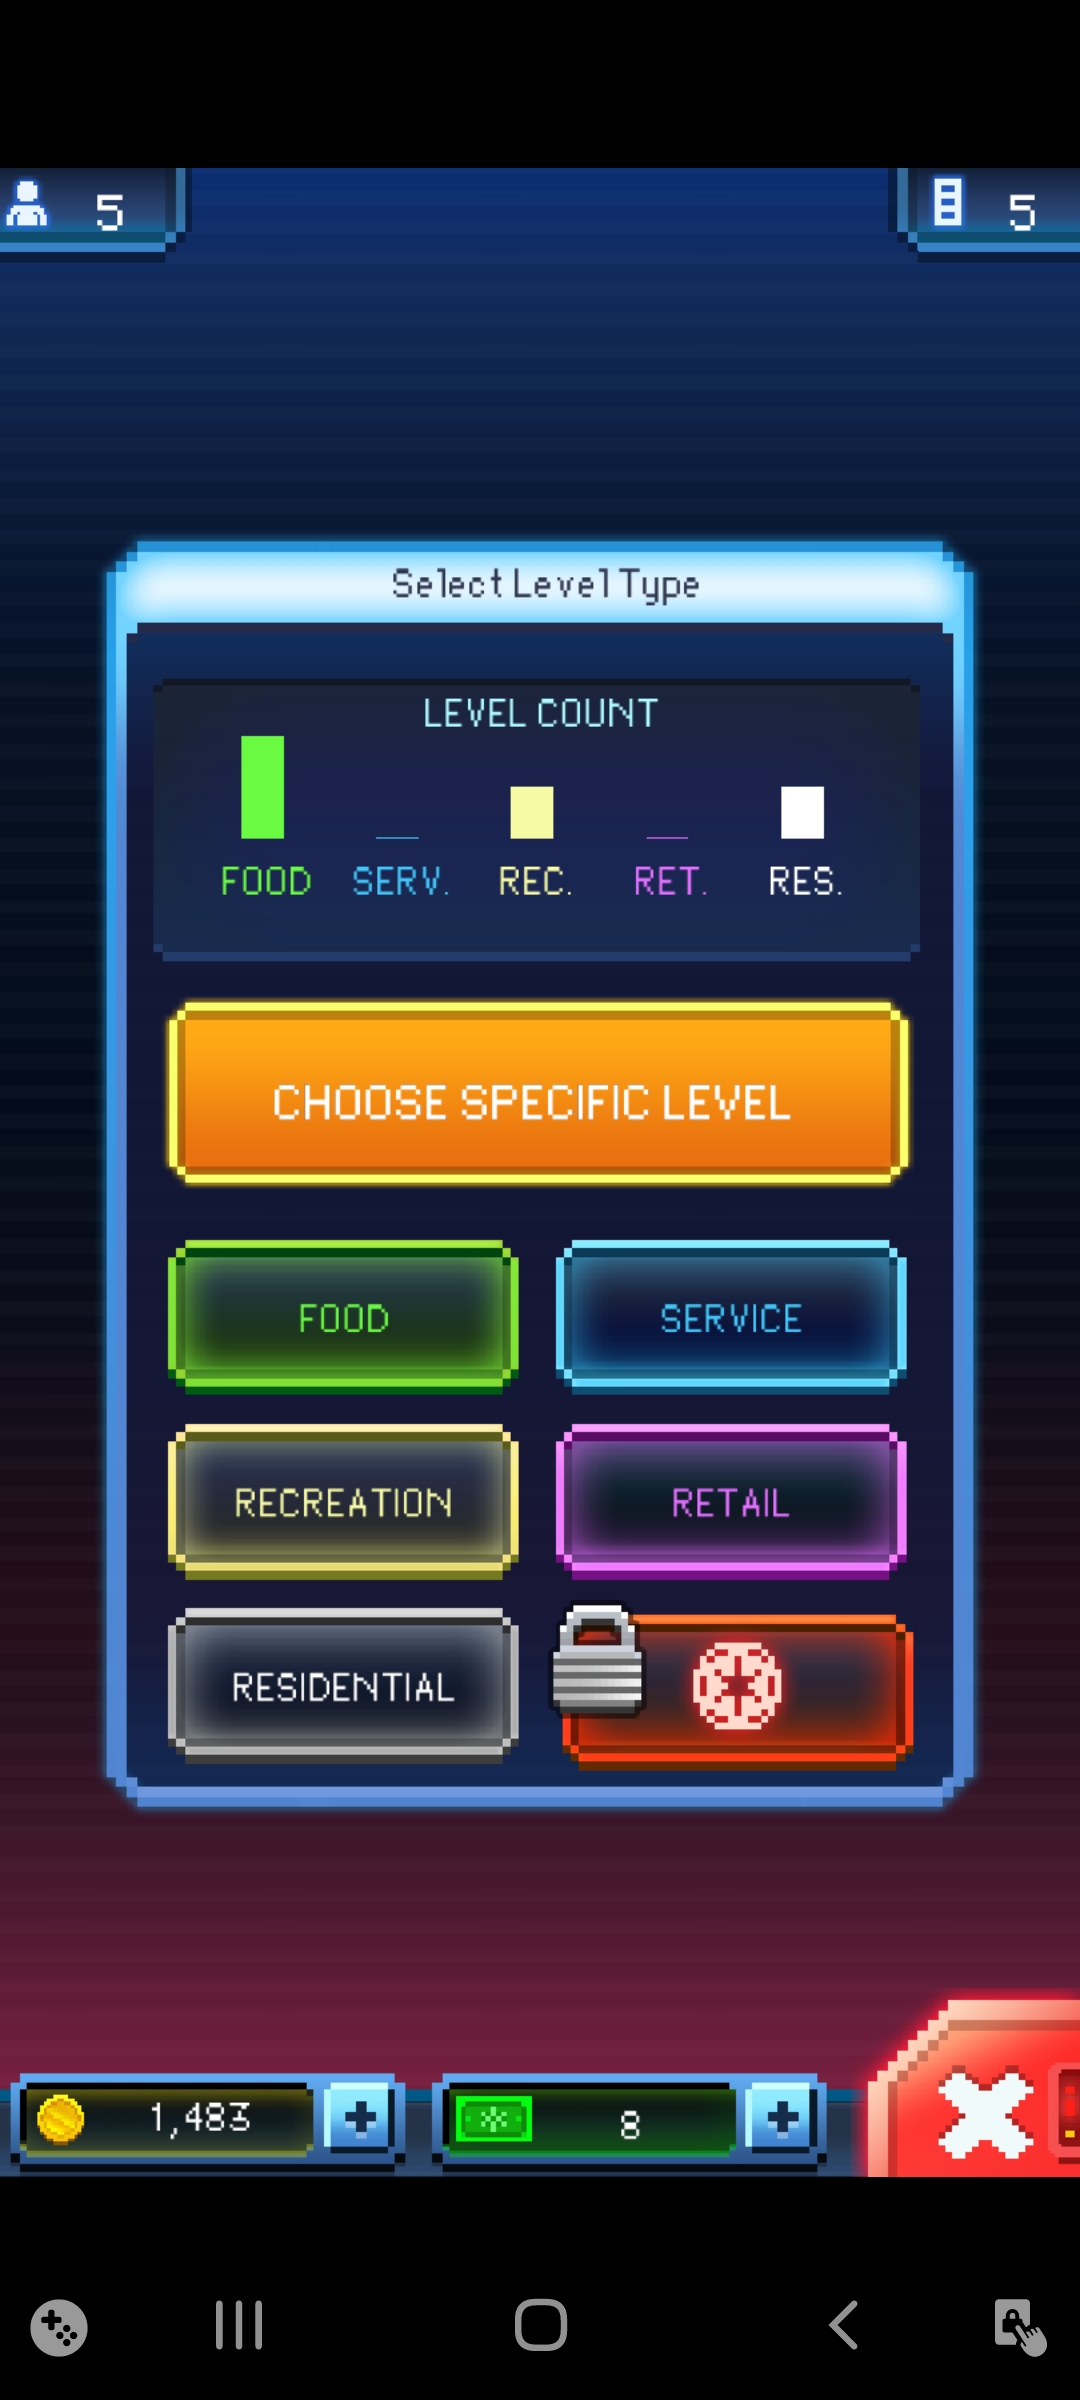 5 5
Select Level Type
LEVEL COUNT
FOOD SERV. REC. RET. RES.
CHOOSE SPECIFIC LEVEL
FOOD SERVICE
RECREATION RETAIL
RESIDENTIAL
1,483 8